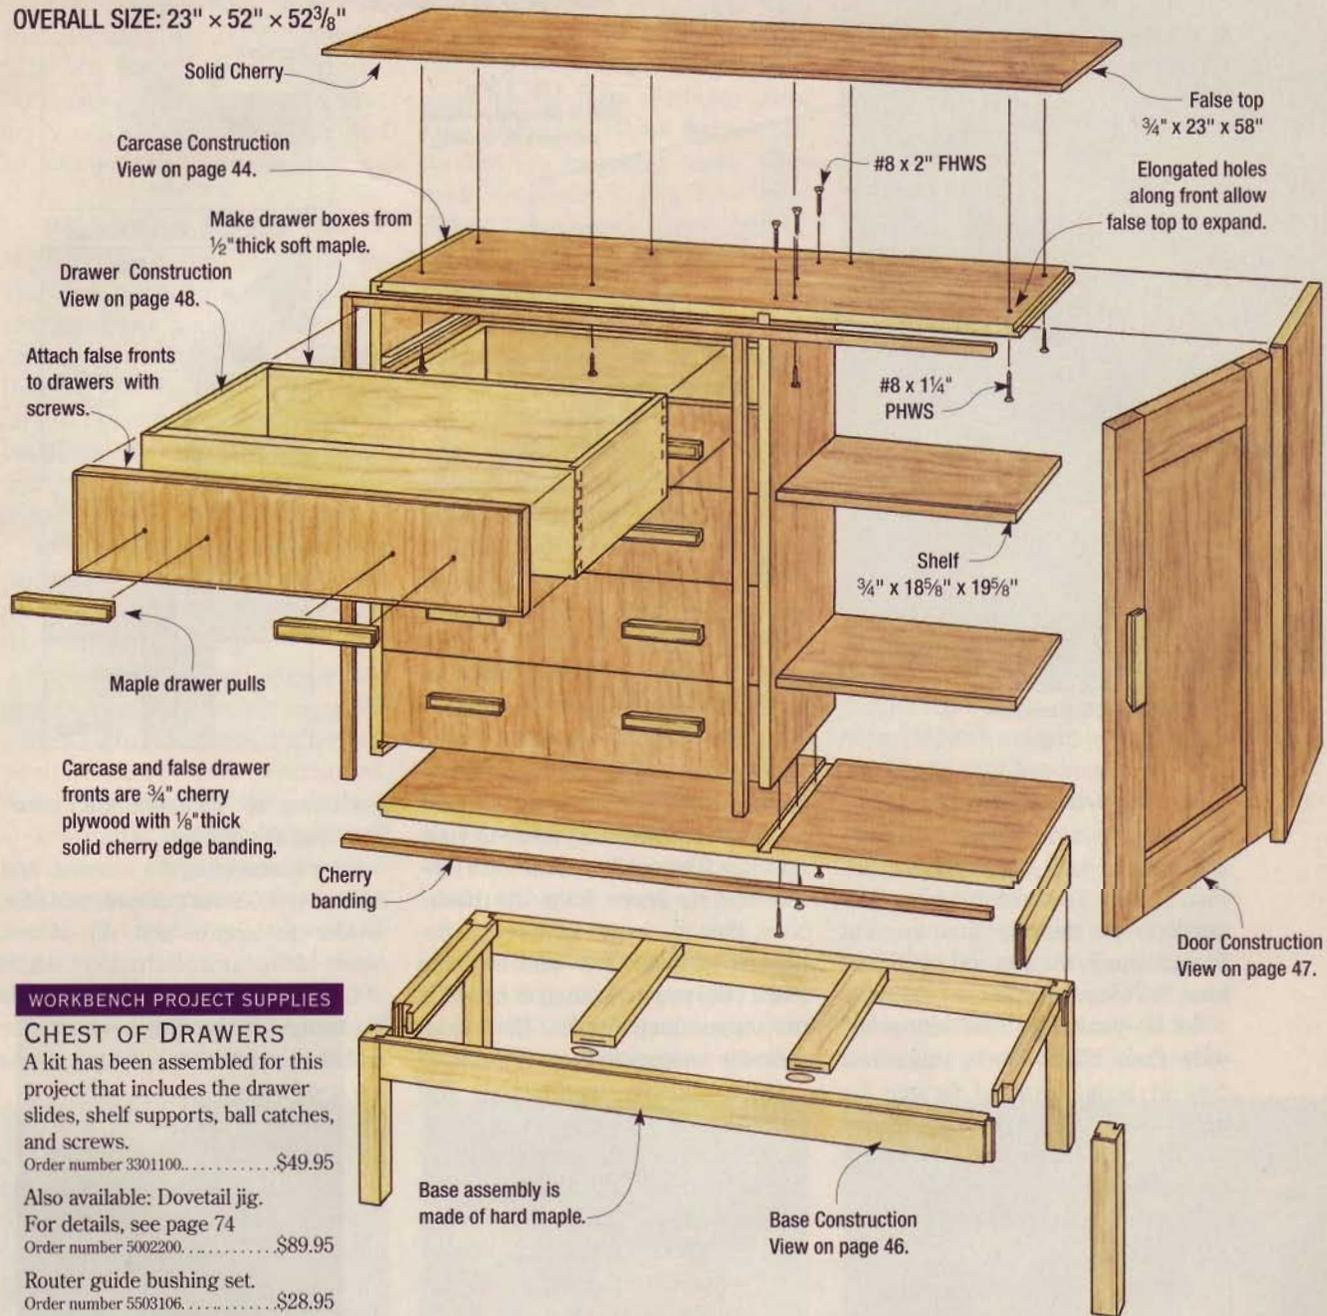 OVERALL SIZE: 23" × 52" × 52⅜"
Solid Cherry
False top
¾" x 23" x 58"
Carcase Construction
View on page 44.
#8 x 2" FHWS
Elongated holes
along front allow
false top to expand.
Make drawer boxes from
½" thick soft maple.
Drawer Construction
View on page 48.
Attach false fronts
to drawers with
screws.
#8 x 1¼"
PHWS
Shelf
¾" x 18⅝" x 19⅝"
Maple drawer pulls
Carcase and false drawer
fronts are ¾" cherry
plywood with ⅛" thick
solid cherry edge banding.
Cherry
banding
Door Construction
View on page 47.
WORKBENCH PROJECT SUPPLIES
CHEST OF DRAWERS
A kit has been assembled for this
project that includes the drawer
slides, shelf supports, ball catches,
and screws.
Order number 3301100............$49.95
Also available: Dovetail jig.
For details, see page 74
Order number 5002200............$89.95
Router guide bushing set.
Order number 5503106............$28.95
Base assembly is
made of hard maple.
Base Construction
View on page 46.